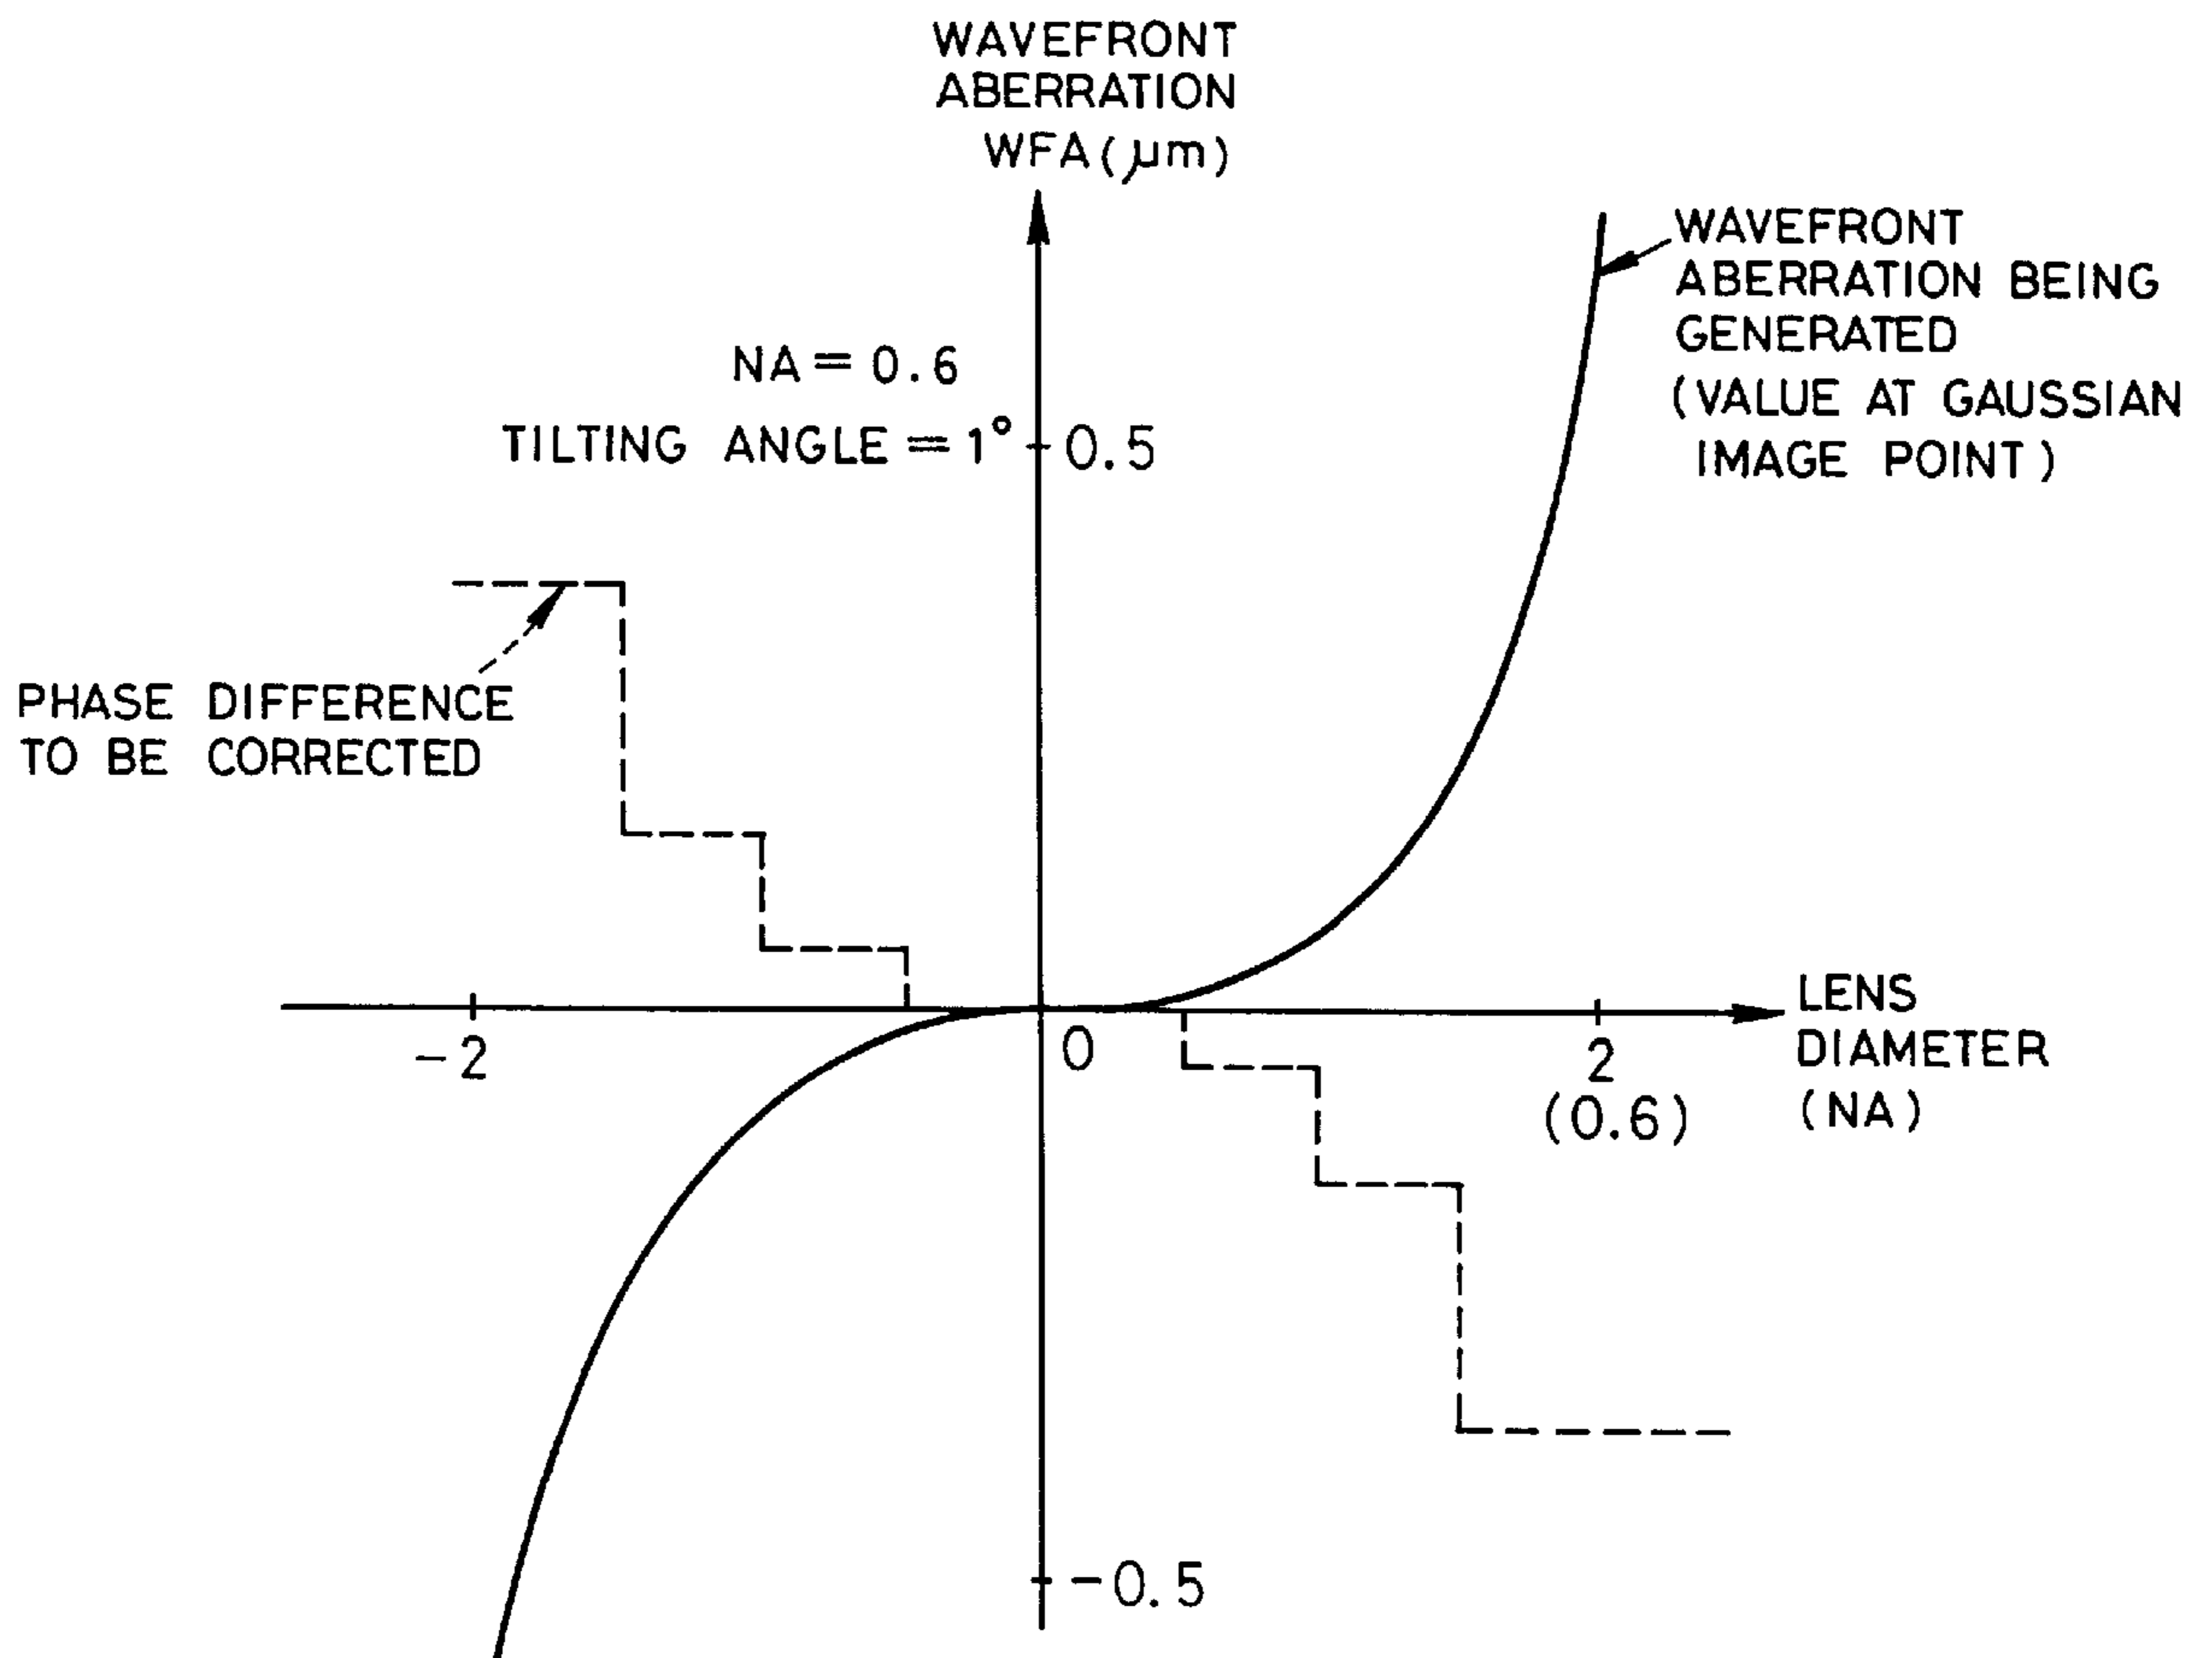 WAVEFRONT
ABERRATION
WFA (μm)
WAVEFRONT
ABERRATION BEING
GENERATED
(VALUE AT GAUSSIAN
IMAGE POINT)
NA = 0.6
TILTING ANGLE = 1°
0.5
PHASE DIFFERENCE
TO BE CORRECTED
-2
0
2
(0.6)
LENS
DIAMETER
(NA)
-0.5